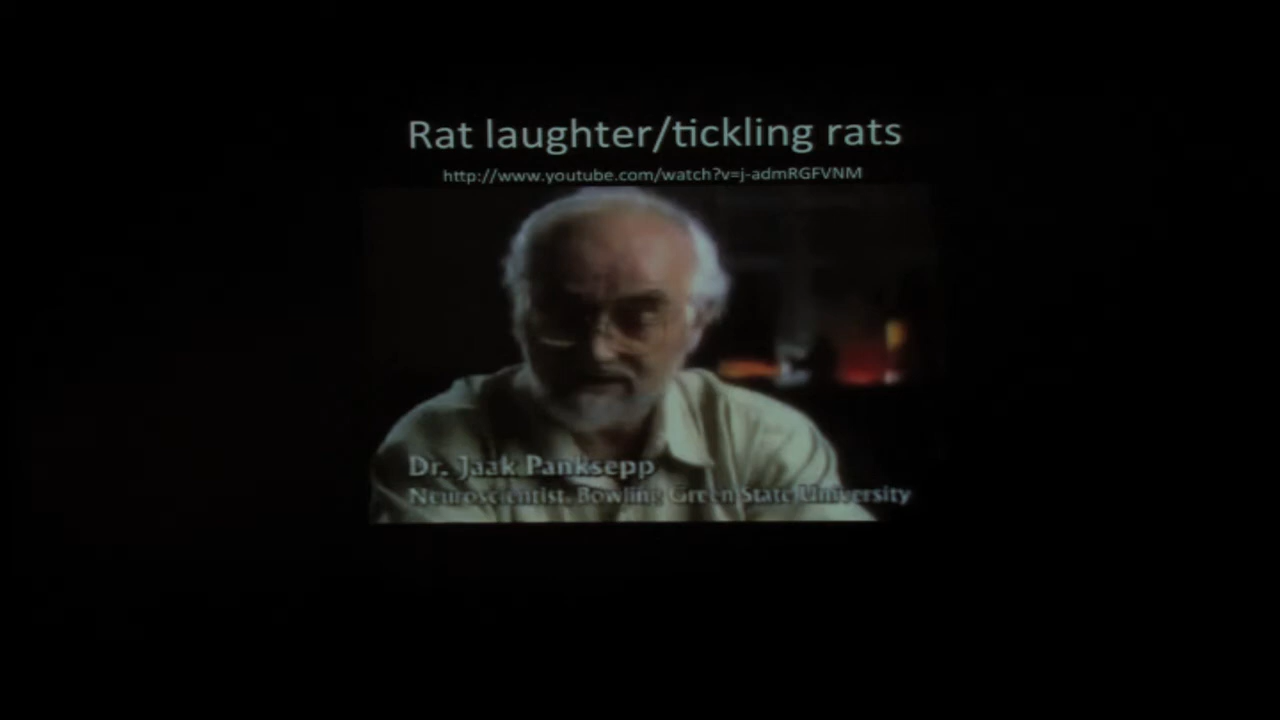 Rat laughter/tickling rats
http://www.youtube.com/watch?v=j-admRGFVNM
Dr. Jaak Panksepp
Neuroscientist, Bowling Green State University